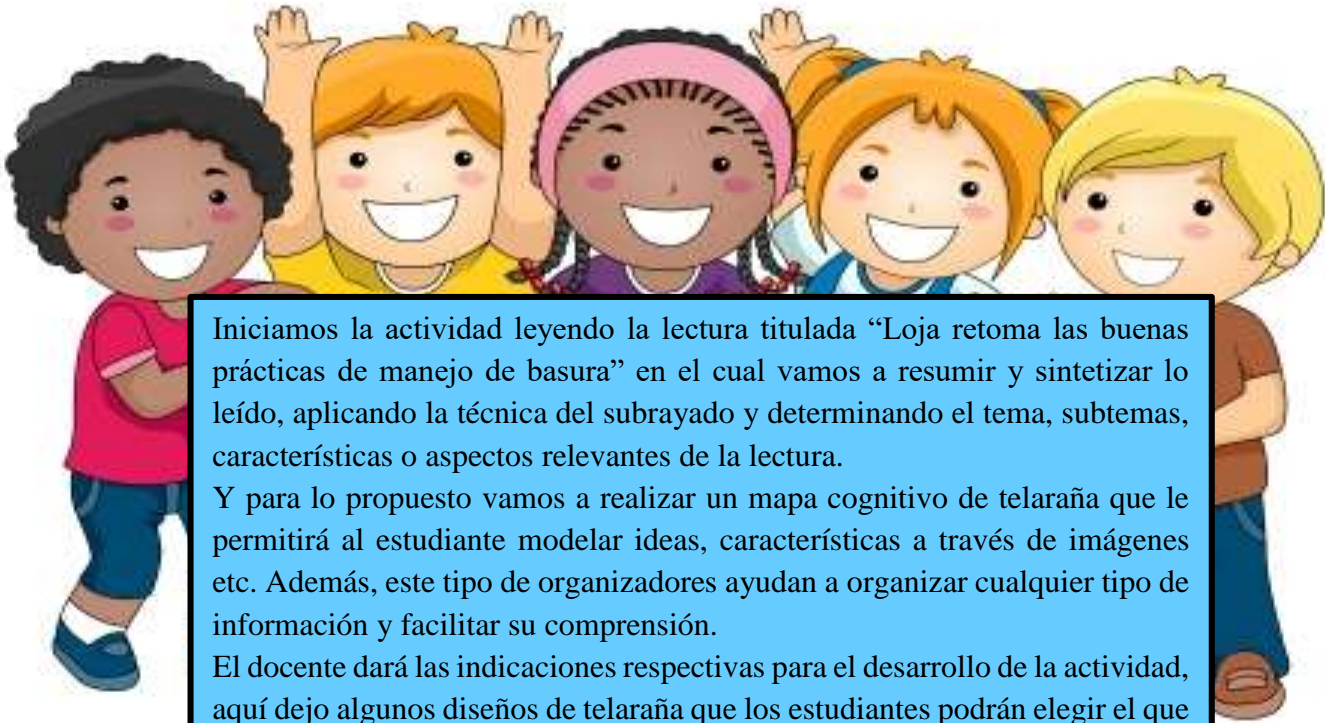 Iniciamos la actividad leyendo la lectura titulada “Loja retoma las buenas
prácticas de manejo de basura” en el cual vamos a resumir y sintetizar lo
leído, aplicando la técnica del subrayado y determinando el tema, subtemas,
características o aspectos relevantes de la lectura.
Y para lo propuesto vamos a realizar un mapa cognitivo de telaraña que le
permitirá al estudiante modelar ideas, características a través de imágenes
etc. Además, este tipo de organizadores ayudan a organizar cualquier tipo de
información y facilitar su comprensión.
El docente dará las indicaciones respectivas para el desarrollo de la actividad,
aquí dejo algunos diseños de telaraña que los estudiantes podrán elegir el que